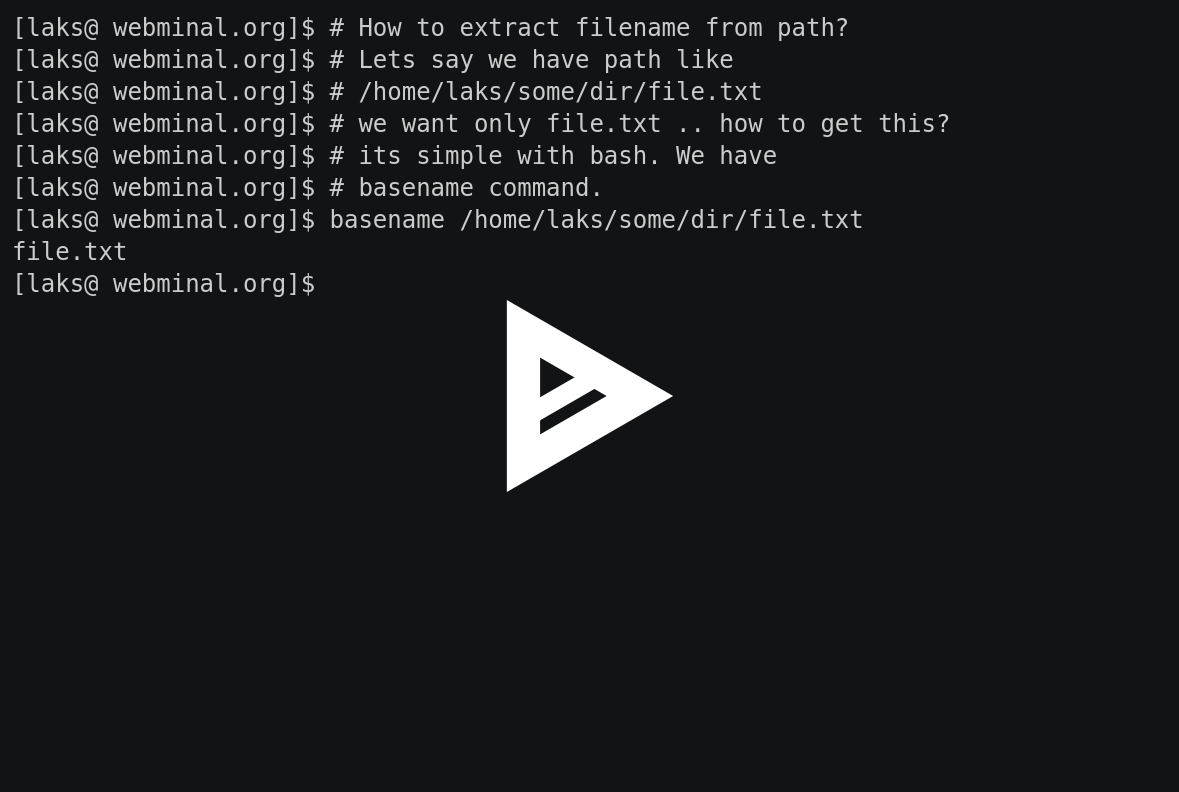 [laks@ webminal.org]$ # How to extract filename from path?
[laks@ webminal.org]$ # Lets say we have path like
[laks@ webminal.org]$ # /home/laks/some/dir/file.txt
[laks@ webminal.org]$ # we want only file.txt .. how to get this?
[laks@ webminal.org]$ # its simple with bash. We have
[laks@ webminal.org]$ # basename command.
[laks@ webminal.org]$ basename /home/laks/some/dir/file.txt
file.txt
[laks@ webminal.org]$